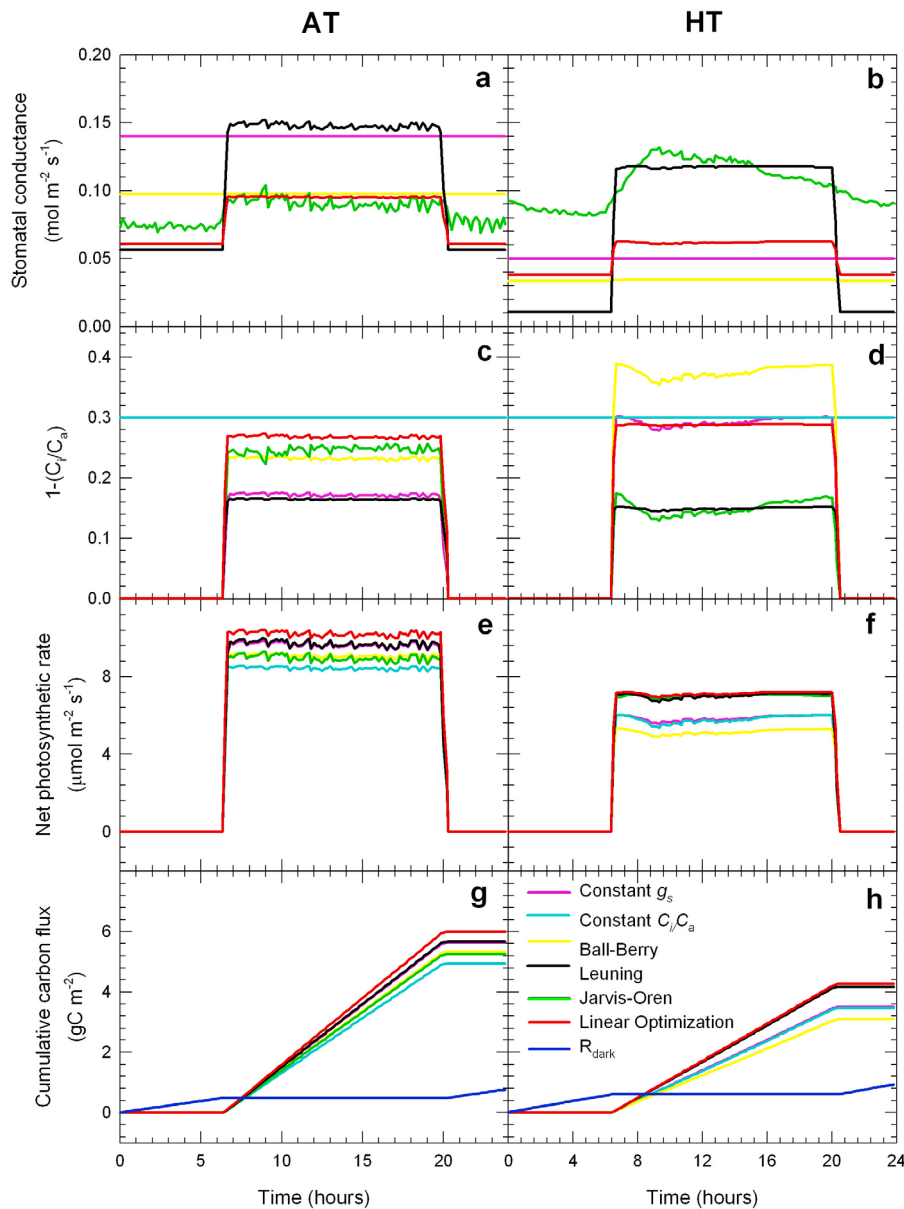 AT
HT
Stomatal conductance
(mol m⁻² s⁻¹)
0.20
0.15
0.10
0.05
0.00
a
b
1-(Cᵢ/Cₐ)
0.4
0.3
0.2
0.1
0.0
c
d
Net photosynthetic rate
(μmol m⁻² s⁻¹)
8
4
0
e
f
Cumulative carbon flux
(gC m⁻²)
6
4
2
0
g
h
Constant gₛ
Constant Cᵢ/Cₐ
Ball-Berry
Leuning
Jarvis-Oren
Linear Optimization
R_dark
0 5 10 15 20
0 4 8 12 16 20 24
Time (hours)
Time (hours)